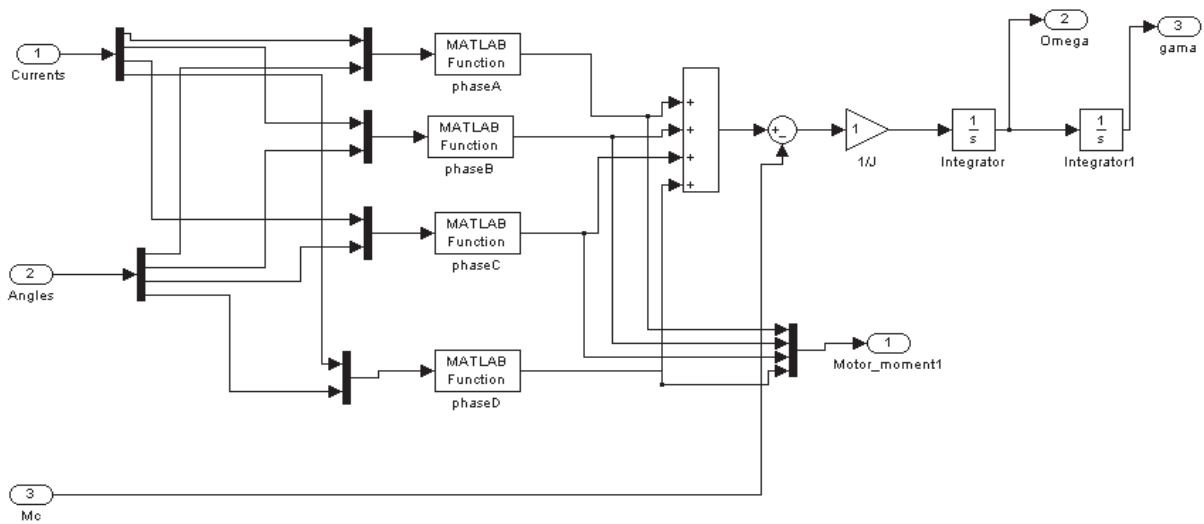 1
Currents
MATLAB
Function
phaseA
MATLAB
Function
phaseB
MATLAB
Function
phaseC
MATLAB
Function
phaseD
2
Angles
3
Mc
+
+
+
+
+
−
1
1/J
1
s
Integrator
1
s
Integrator1
2
Omega
3
gama
1
Motor_moment1